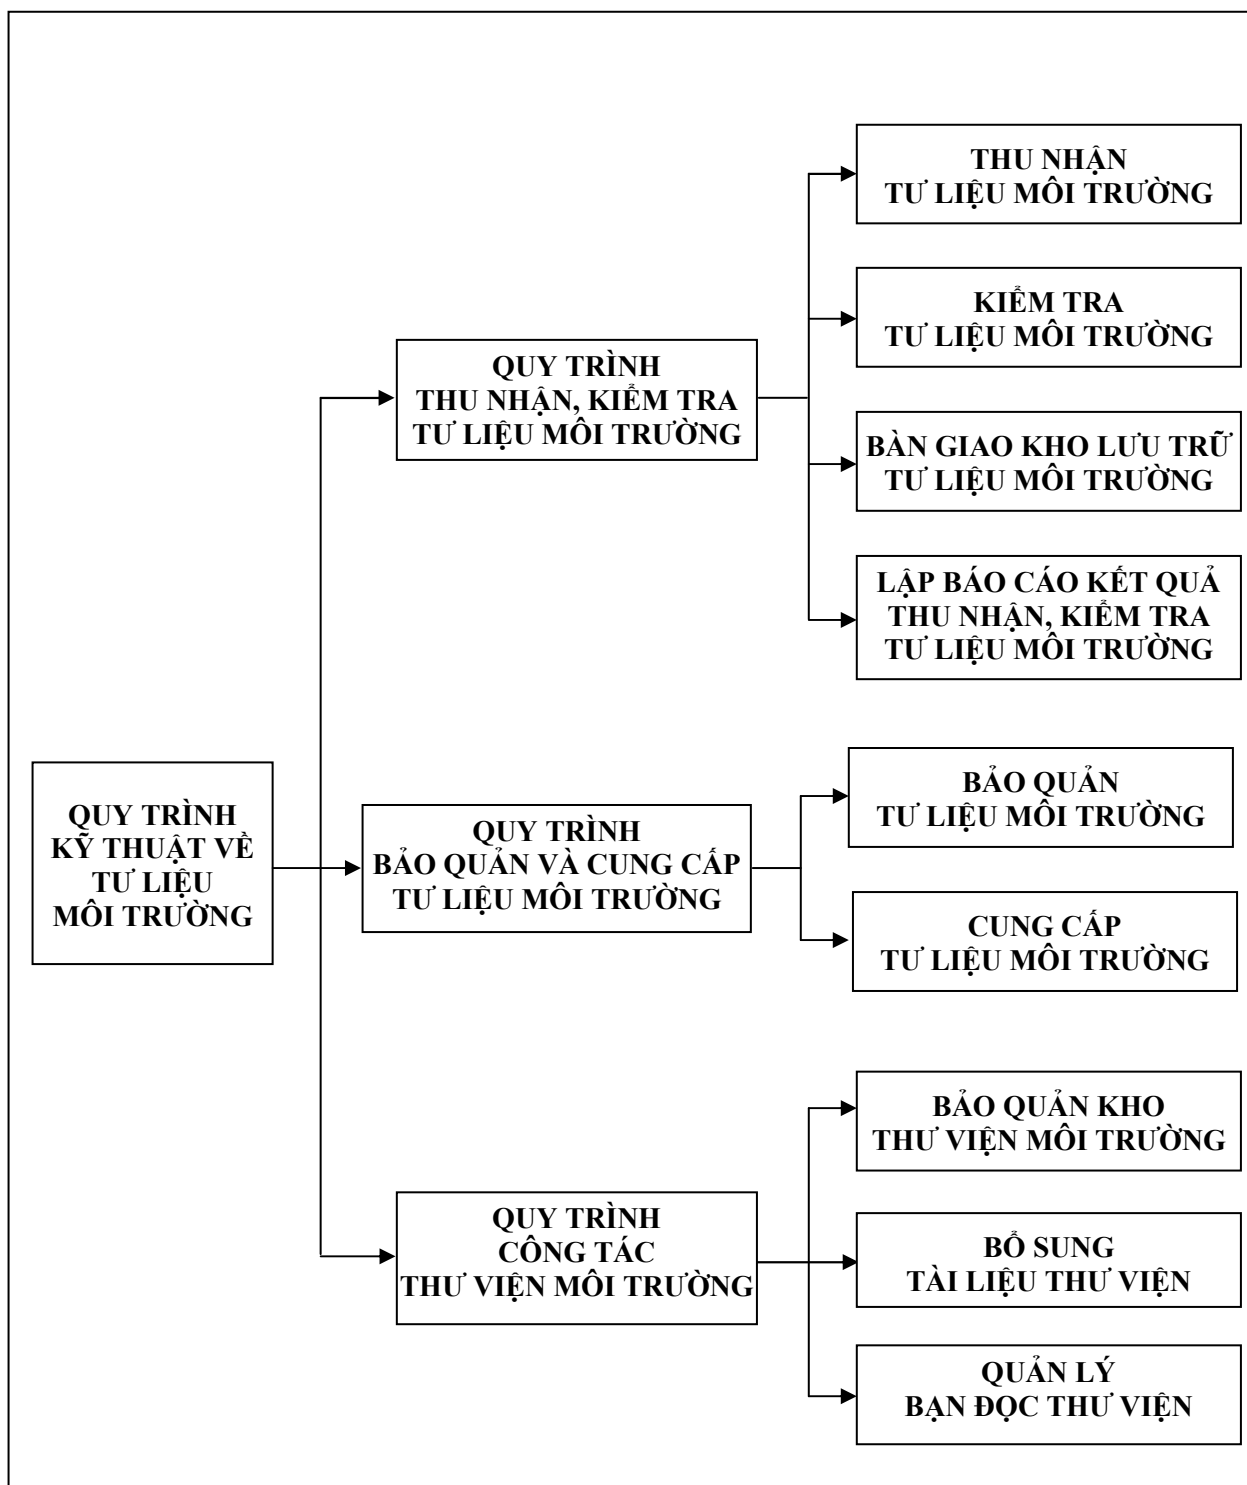 QUY TRÌNH
KỸ THUẬT VỀ
TƯ LIỆU
MÔI TRƯỜNG
QUY TRÌNH
THU NHẬN, KIỂM TRA
TƯ LIỆU MÔI TRƯỜNG
THU NHẬN
TƯ LIỆU MÔI TRƯỜNG
KIỂM TRA
TƯ LIỆU MÔI TRƯỜNG
BÀN GIAO KHO LƯU TRỮ
TƯ LIỆU MÔI TRƯỜNG
LẬP BÁO CÁO KẾT QUẢ
THU NHẬN, KIỂM TRA
TƯ LIỆU MÔI TRƯỜNG
QUY TRÌNH
BẢO QUẢN VÀ CUNG CẤP
TƯ LIỆU MÔI TRƯỜNG
BẢO QUẢN
TƯ LIỆU MÔI TRƯỜNG
CUNG CẤP
TƯ LIỆU MÔI TRƯỜNG
QUY TRÌNH
CÔNG TÁC
THƯ VIỆN MÔI TRƯỜNG
BẢO QUẢN KHO
THƯ VIỆN MÔI TRƯỜNG
BỔ SUNG
TÀI LIỆU THƯ VIỆN
QUẢN LÝ
BẠN ĐỌC THƯ VIỆN